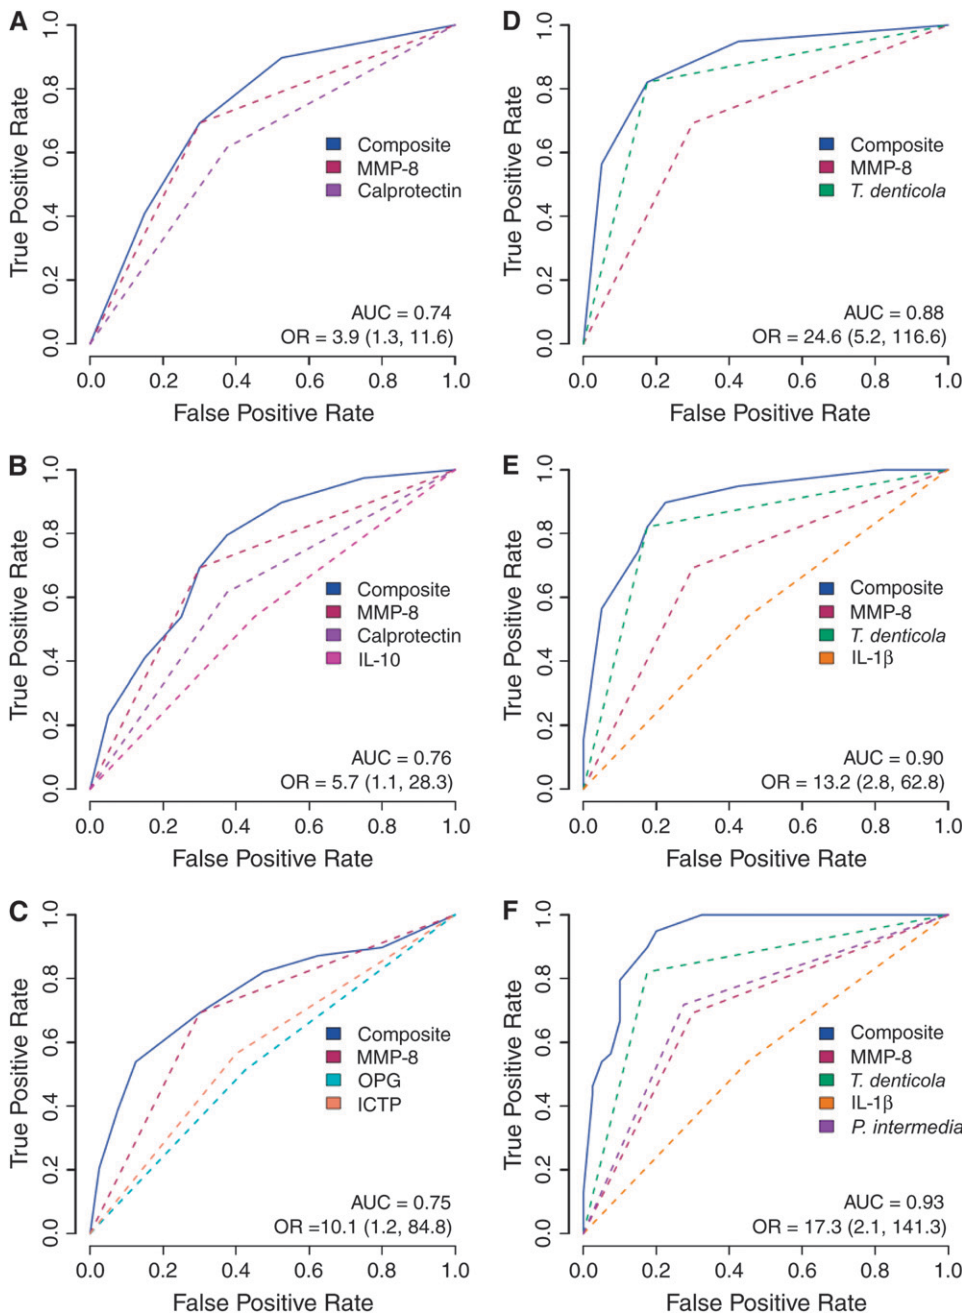 A
1.0
0.8
0.6
0.4
0.2
0.0
True Positive Rate
Composite
MMP-8
Calprotectin
AUC = 0.74
OR = 3.9 (1.3, 11.6)
0.0 0.2 0.4 0.6 0.8 1.0
False Positive Rate
D
1.0
0.8
0.6
0.4
0.2
0.0
True Positive Rate
Composite
MMP-8
T. denticola
AUC = 0.88
OR = 24.6 (5.2, 116.6)
0.0 0.2 0.4 0.6 0.8 1.0
False Positive Rate
B
1.0
0.8
0.6
0.4
0.2
0.0
True Positive Rate
Composite
MMP-8
Calprotectin
IL-10
AUC = 0.76
OR = 5.7 (1.1, 28.3)
0.0 0.2 0.4 0.6 0.8 1.0
False Positive Rate
E
1.0
0.8
0.6
0.4
0.2
0.0
True Positive Rate
Composite
MMP-8
T. denticola
IL-1β
AUC = 0.90
OR = 13.2 (2.8, 62.8)
0.0 0.2 0.4 0.6 0.8 1.0
False Positive Rate
C
1.0
0.8
0.6
0.4
0.2
0.0
True Positive Rate
Composite
MMP-8
OPG
ICTP
AUC = 0.75
OR =10.1 (1.2, 84.8)
0.0 0.2 0.4 0.6 0.8 1.0
False Positive Rate
F
1.0
0.8
0.6
0.4
0.2
0.0
True Positive Rate
Composite
MMP-8
T. denticola
IL-1β
P. intermedia
AUC = 0.93
OR = 17.3 (2.1, 141.3)
0.0 0.2 0.4 0.6 0.8 1.0
False Positive Rate